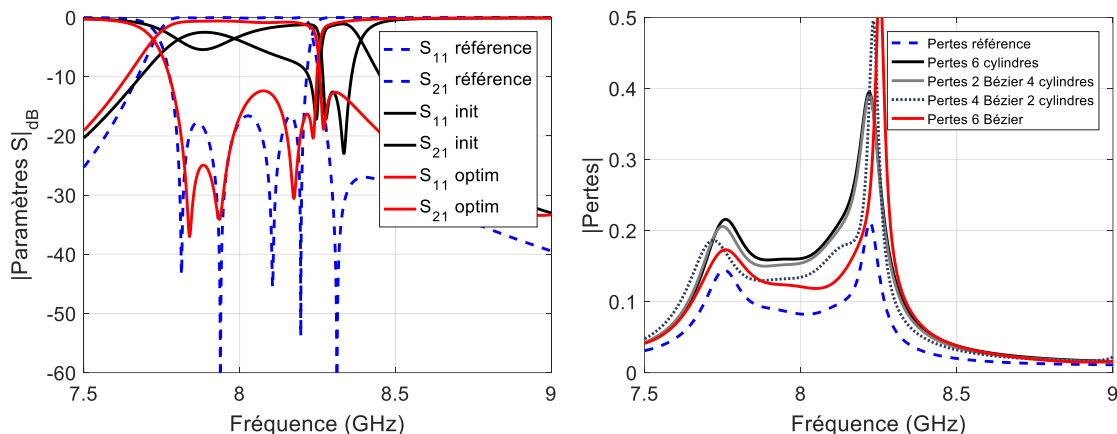 |Paramètres S|dB
0
-10
-20
-30
-40
-50
-60
7.5
8
8.5
9
Fréquence (GHz)
S11 référence
S21 référence
S11 init
S21 init
S11 optim
S21 optim
|Pertes|
0.5
0.4
0.3
0.2
0.1
0
7.5
8
8.5
9
Fréquence (GHz)
Pertes référence
Pertes 6 cylindres
Pertes 2 Bézier 4 cylindres
Pertes 4 Bézier 2 cylindres
Pertes 6 Bézier